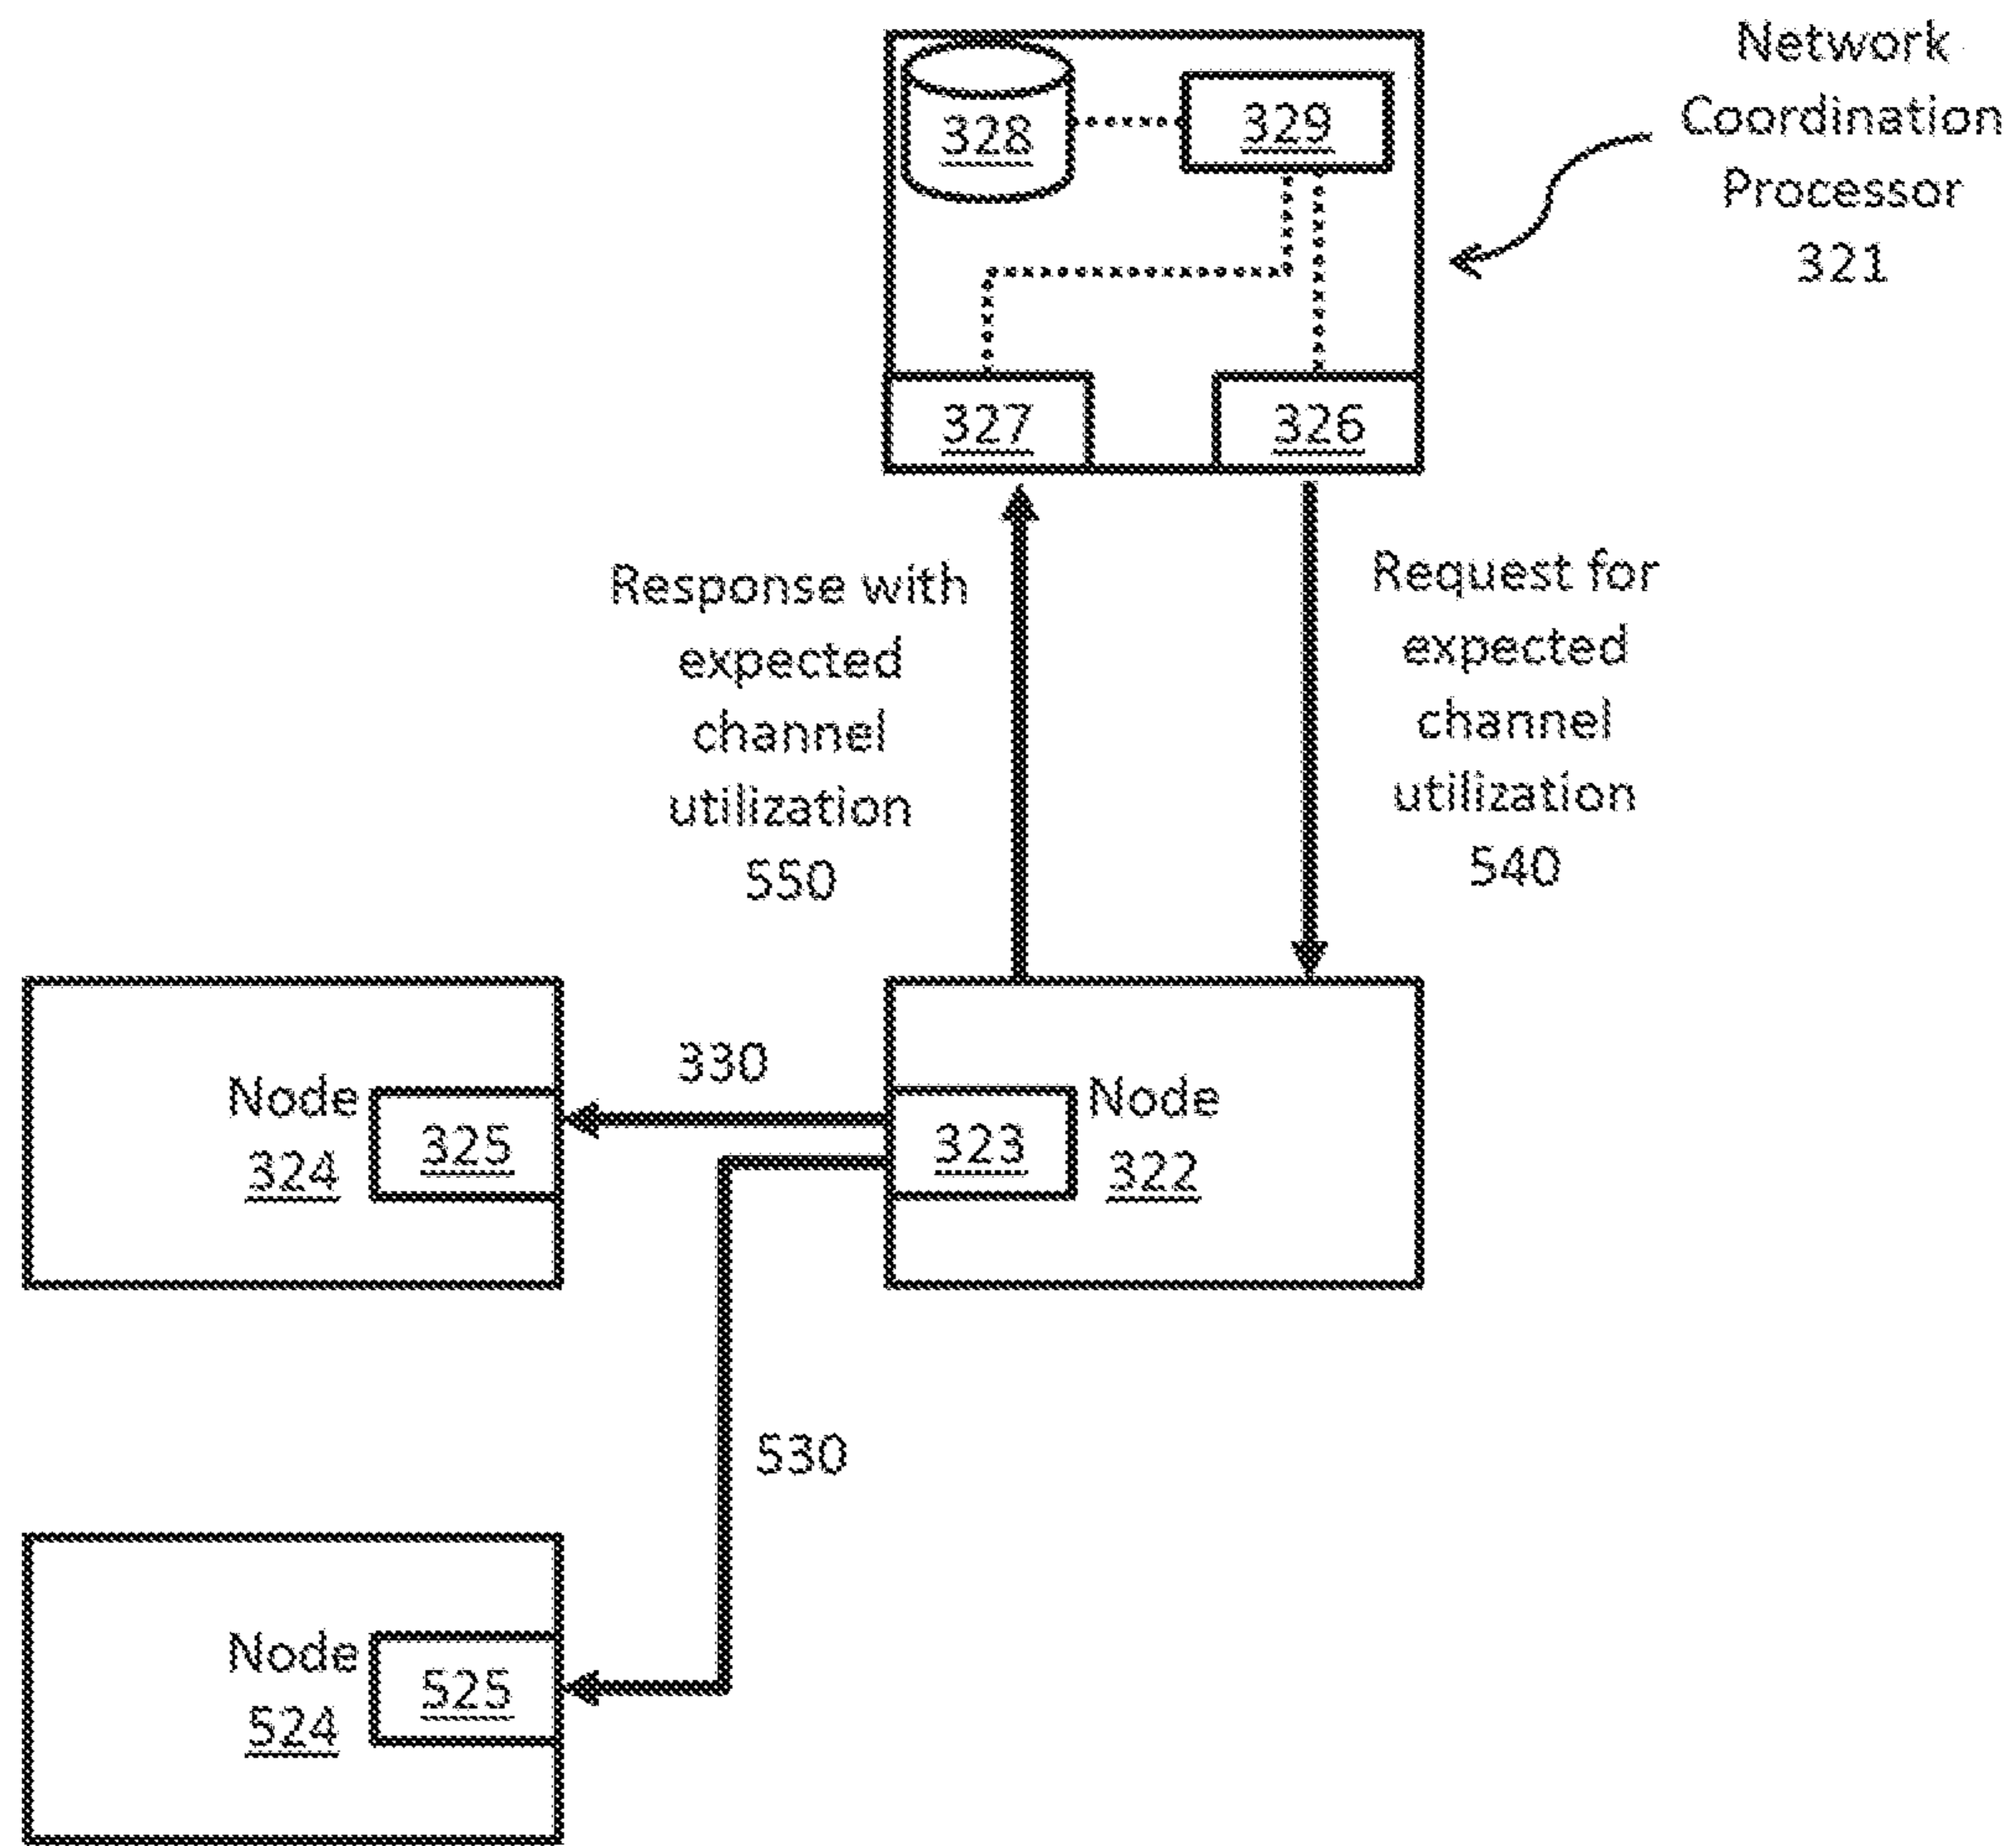 Network
Coordination
Processor
321
328
329
327
326
Response with
expected
channel
utilization
550
Request for
expected
channel
utilization
540
Node
324
325
330
323
Node
322
530
Node
524
525